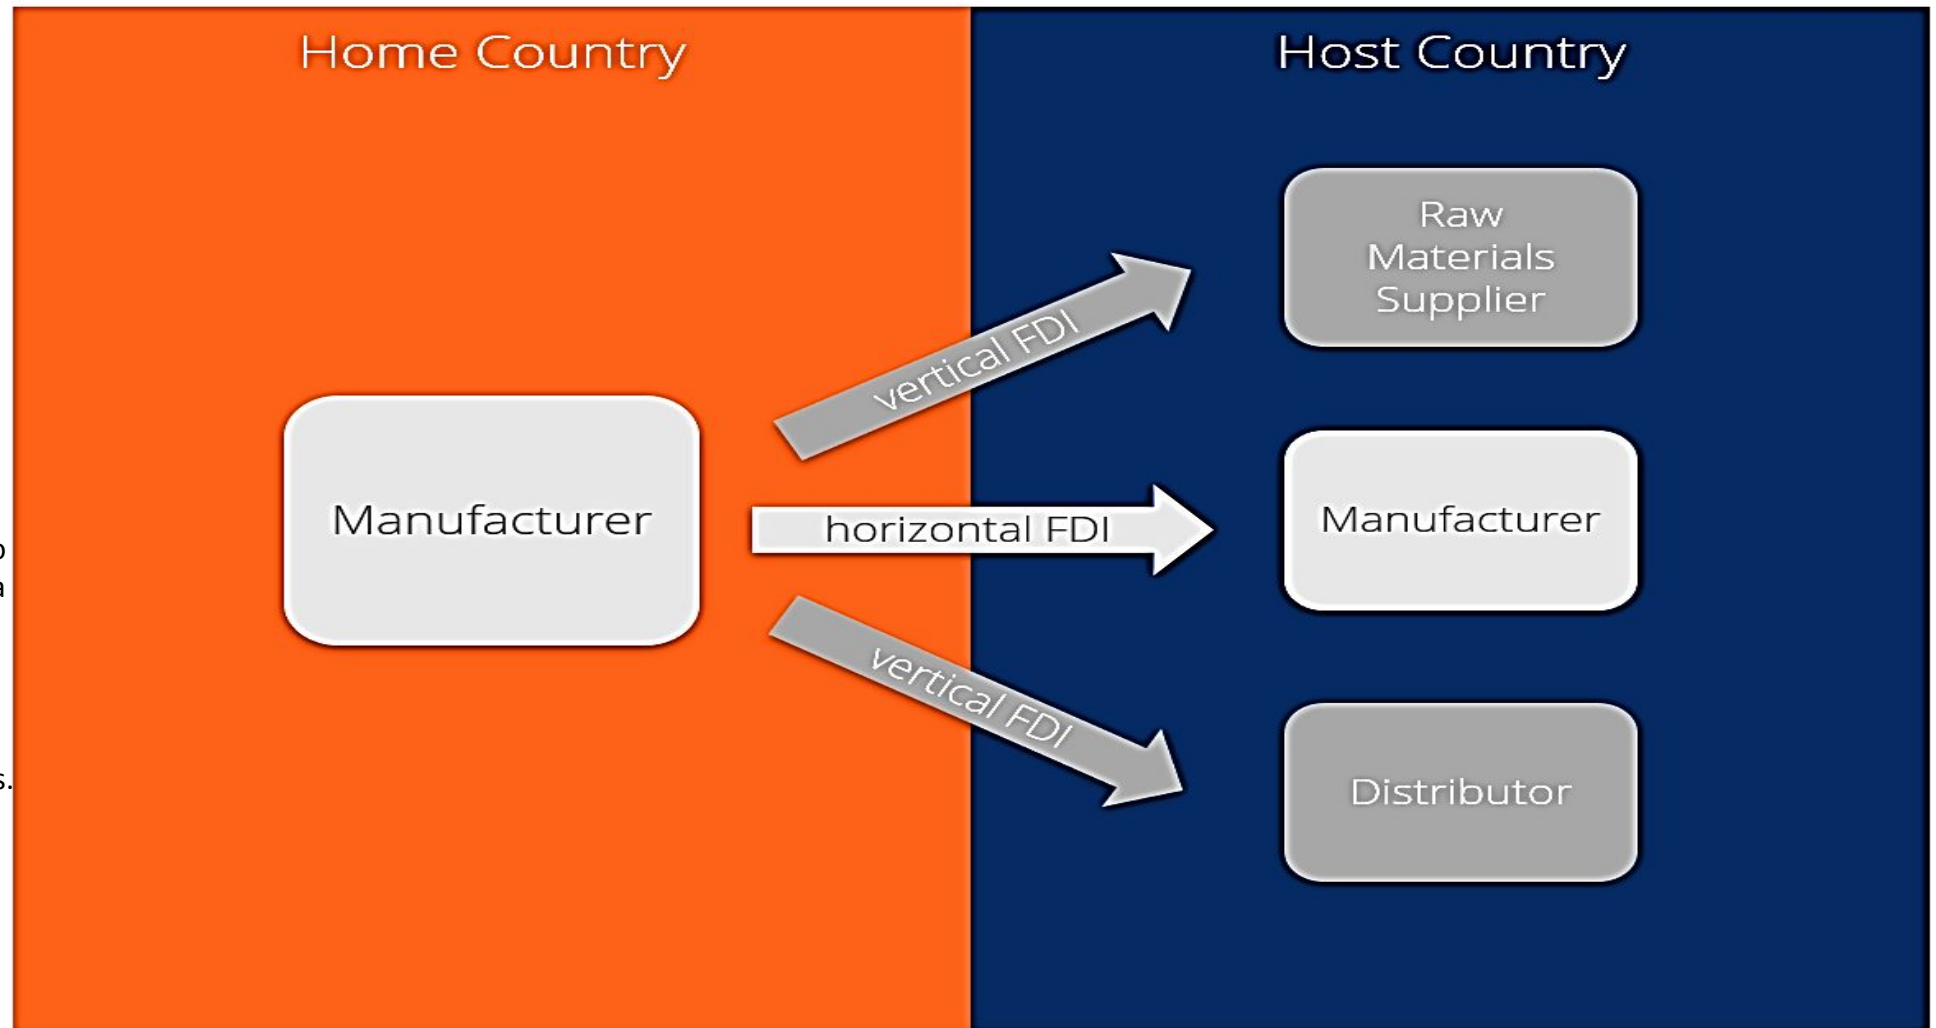 Home Country
Host Country
Raw
Materials
Supplier
vertical FDI
Manufacturer
horizontal FDI
Manufacturer
vertical FDI
Distributor